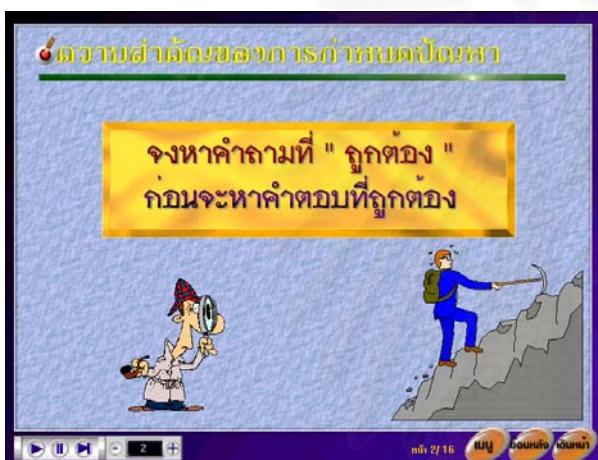 ความสำคัญของการกำหนดปัญหา
จงหาคำถามที่ " ถูกต้อง "
ก่อนจะหาคำตอบที่ถูกต้อง
2
หน้า 2/16
เมนู
ย้อนหลัง
เดินหน้า